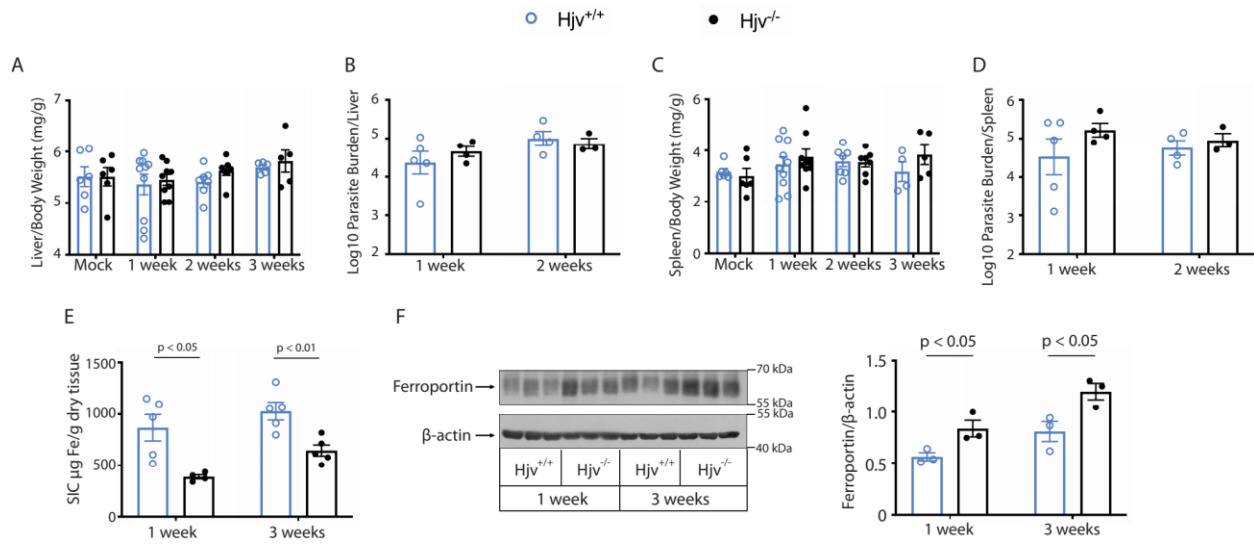 Hjv+/+
Hjv-/-
A
Liver/Body Weight (mg/g)
7
6
5
4
Mock
1 week
2 weeks
3 weeks
B
Log10 Parasite Burden/Liver
6
5
4
3
2
1 week
2 weeks
C
Spleen/Body Weight (mg/g)
8
6
4
2
0
Mock
1 week
2 weeks
3 weeks
D
Log10 Parasite Burden/Spleen
6
5
4
3
2
1 week
2 weeks
E
SIC µg Fe/g dry tissue
1500
1000
500
0
p < 0.05
p < 0.01
1 week
3 weeks
F
Ferroportin
β-actin
70 kDa
55 kDa
55 kDa
40 kDa
Hjv+/+
Hjv-/-
Hjv+/+
Hjv-/-
1 week
3 weeks
Ferroportin/β-actin
1.5
1.0
0.5
0.0
p < 0.05
p < 0.05
1 week
3 weeks